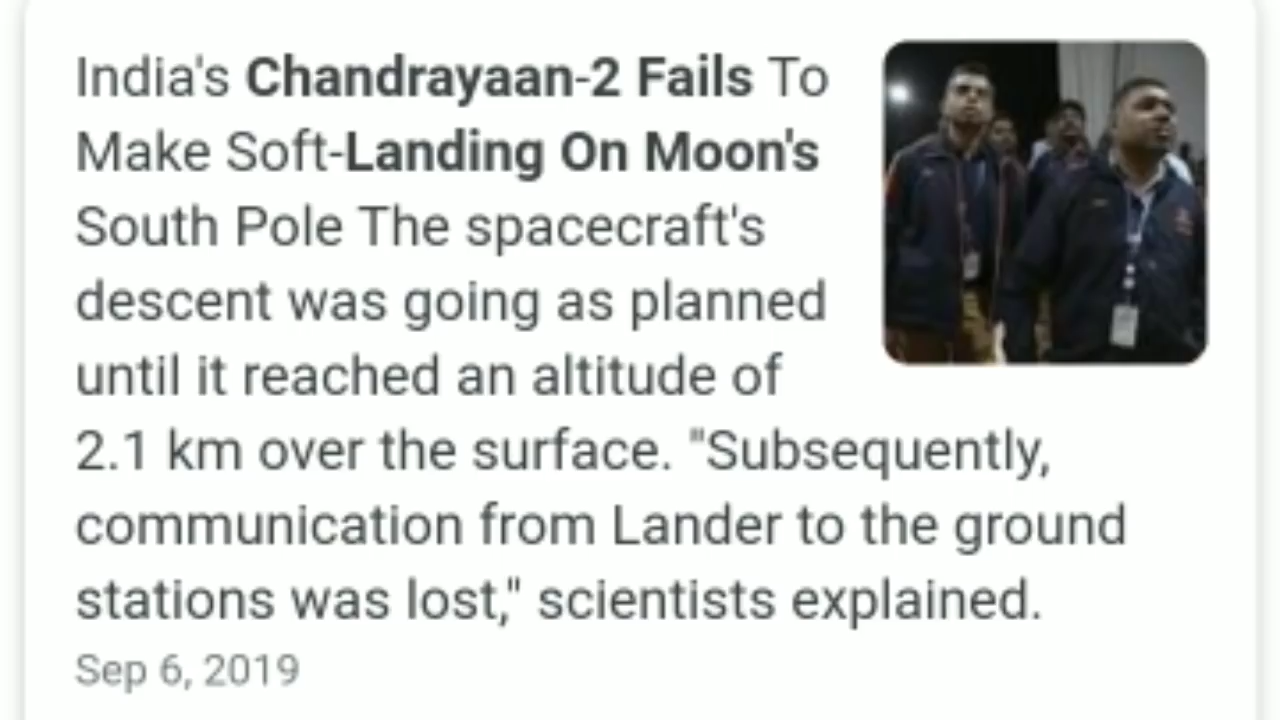 India's Chandrayaan-2 Fails To
Make Soft-Landing On Moon's
South Pole The spacecraft's
descent was going as planned
until it reached an altitude of
2.1 km over the surface. "Subsequently,
communication from Lander to the ground
stations was lost," scientists explained.
Sep 6, 2019